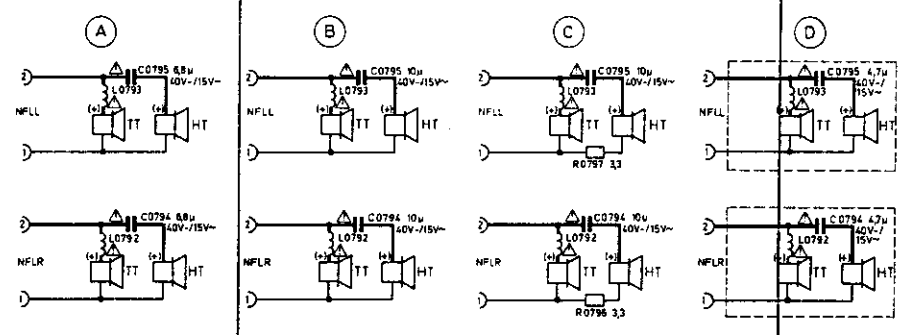 A
B
C
D
2
C0795 6,8µ
40V-/15V~
L0793
(+)
(+)
NFLL
TT
HT
1
2
C0795 10µ
40V-/15V~
L0793
(+)
(+)
NFLL
TT
HT
1
2
C0795 10µ
40V-/15V~
L0793
(+)
(+)
NFLL
TT
HT
1
R0797 3,3
2
C0795 4,7µ
40V-/
15V~
L0793
(+)
(+)
NFLL
TT
HT
1
2
C0794 6,8µ
40V-/15V~
L0792
(+)
(+)
NFLR
TT
HT
1
2
C0794 10µ
40V-/15V~
L0792
(+)
(+)
NFLR
TT
HT
1
2
C0794 10µ
40V-/15V~
L0792
(+)
(+)
NFLR
TT
HT
1
R0796 3,3
2
C0794 4,7µ
40V-/
15V~
L0792
(+)
(+)
NFLR
TT
HT
1